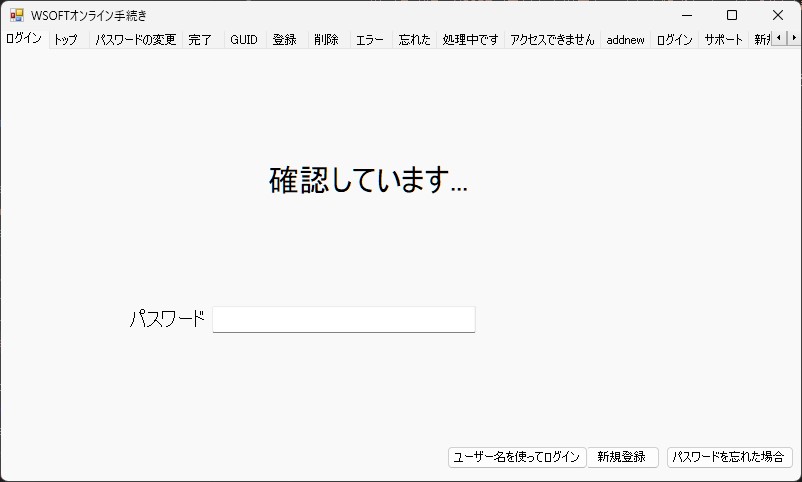 WSOFTオンライン手続き
ログイン トップ パスワードの変更 完了 GUID 登録 削除 エラー 忘れた 処理中です アクセスできません addnew ログイン サポート
確認しています...
パスワード
ユーザー名を使ってログイン 新規登録 パスワードを忘れた場合